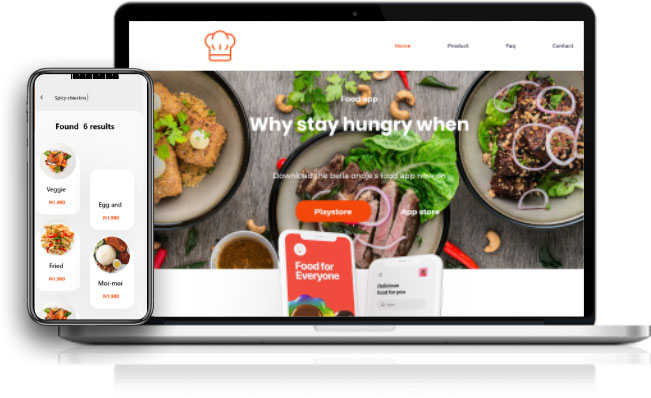 Home
Product
Faq
Contact
Food app
Why stay hungry when
Download the bella onoje's food app now on
Playstore
App store
Food for
Everyone
Delicious
food for you
Found 6 results
Veggie
N1,900
Egg and
N1,900
Fried
N1,900
Moi-moi
N1,900